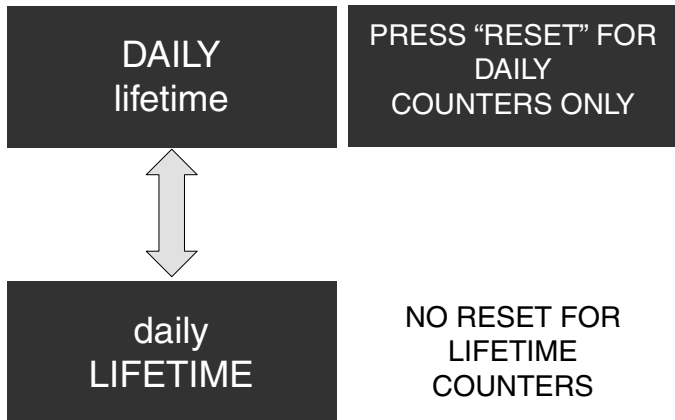 DAILY
lifetime
PRESS “RESET” FOR
DAILY
COUNTERS ONLY
daily
LIFETIME
NO RESET FOR
LIFETIME
COUNTERS